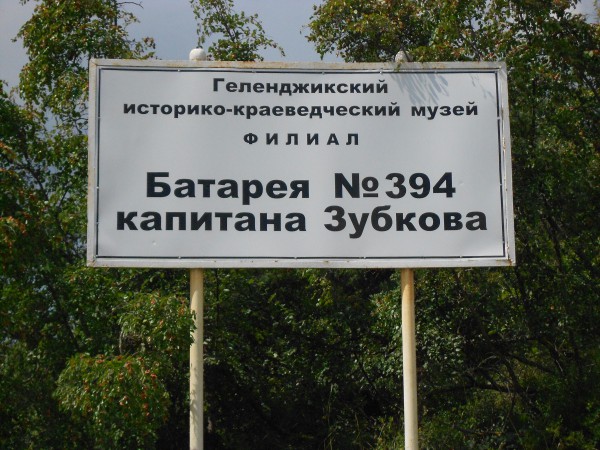 Геленджикский
историко-краеведческий музей
ФИЛИАЛ
Батарея №394
капитана Зубкова